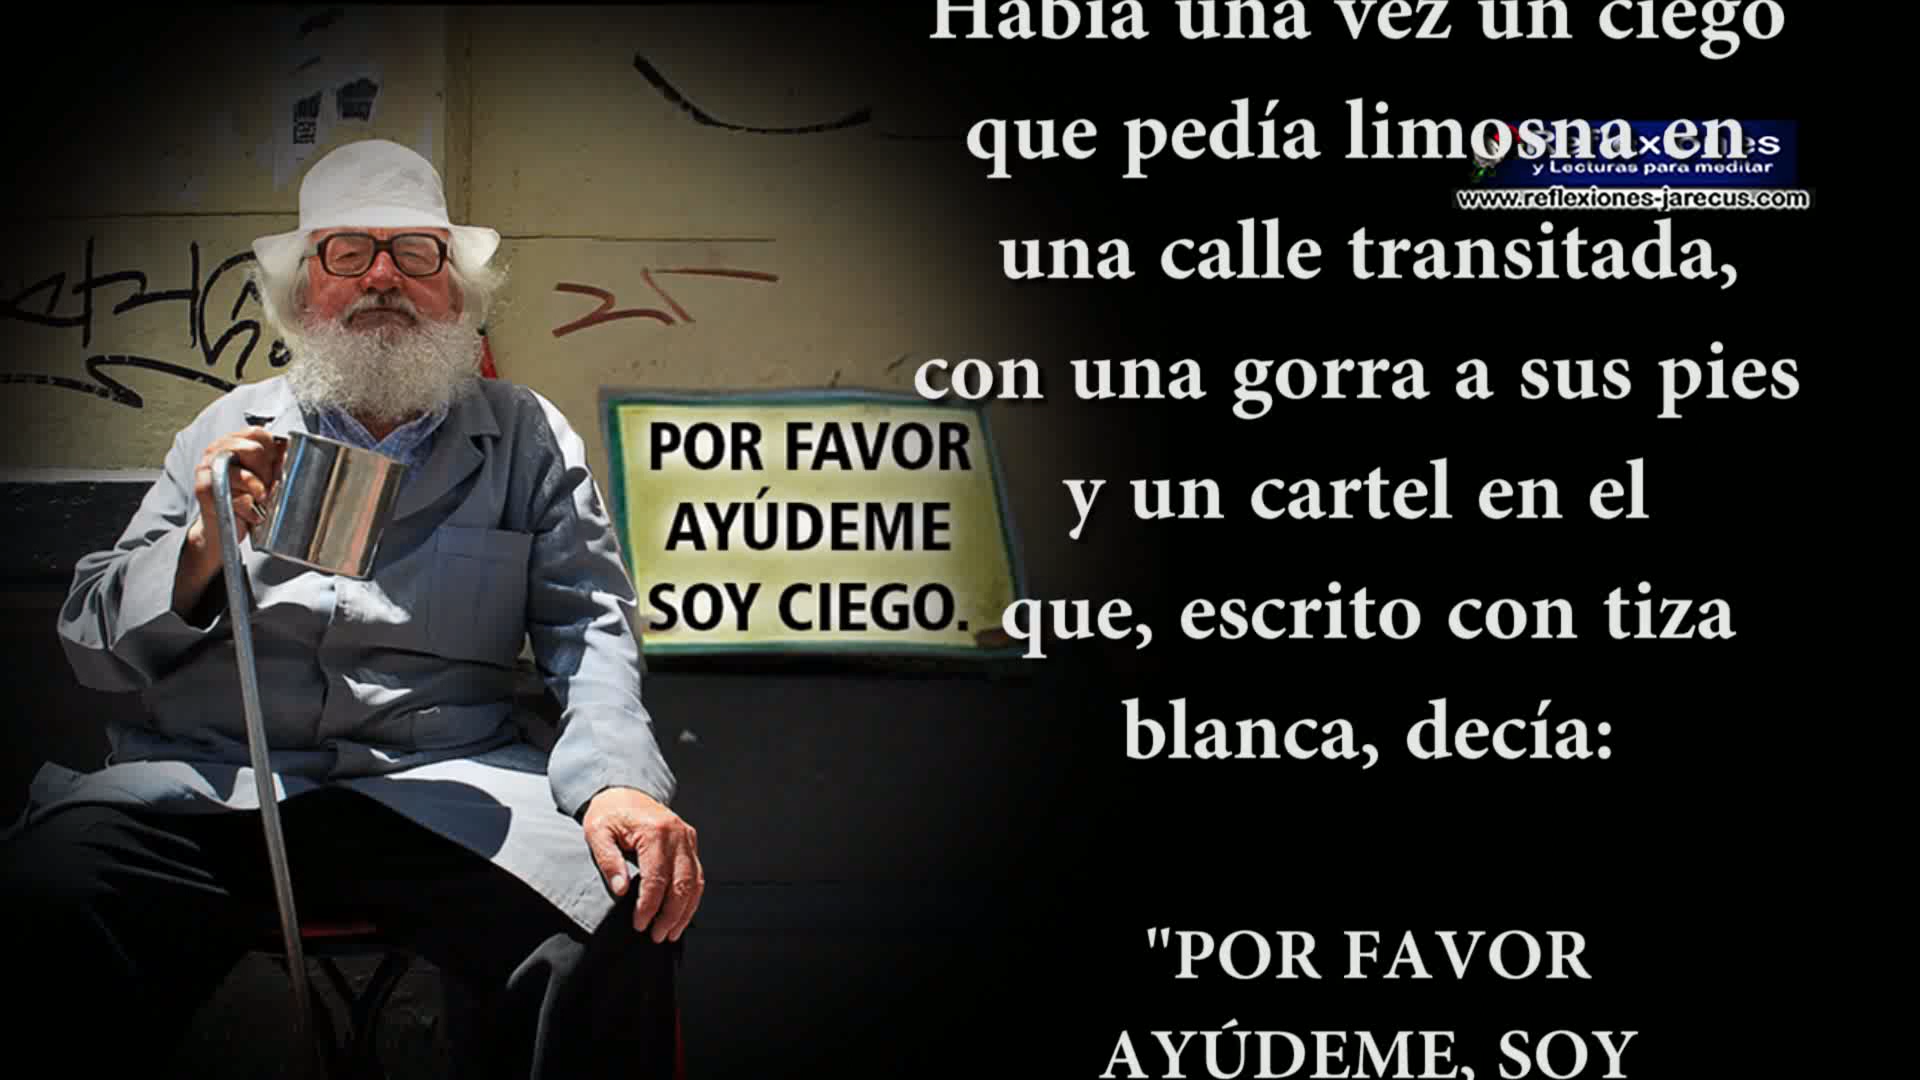 Había una vez un ciego
que pedía limosna en
Reflexiones
y Lecturas para meditar
www.reflexiones-jarecus.com
una calle transitada,
con una gorra a sus pies
y un cartel en el
que, escrito con tiza
blanca, decía:
"POR FAVOR
AYÚDEME, SOY
POR FAVOR
AYÚDEME
SOY CIEGO.